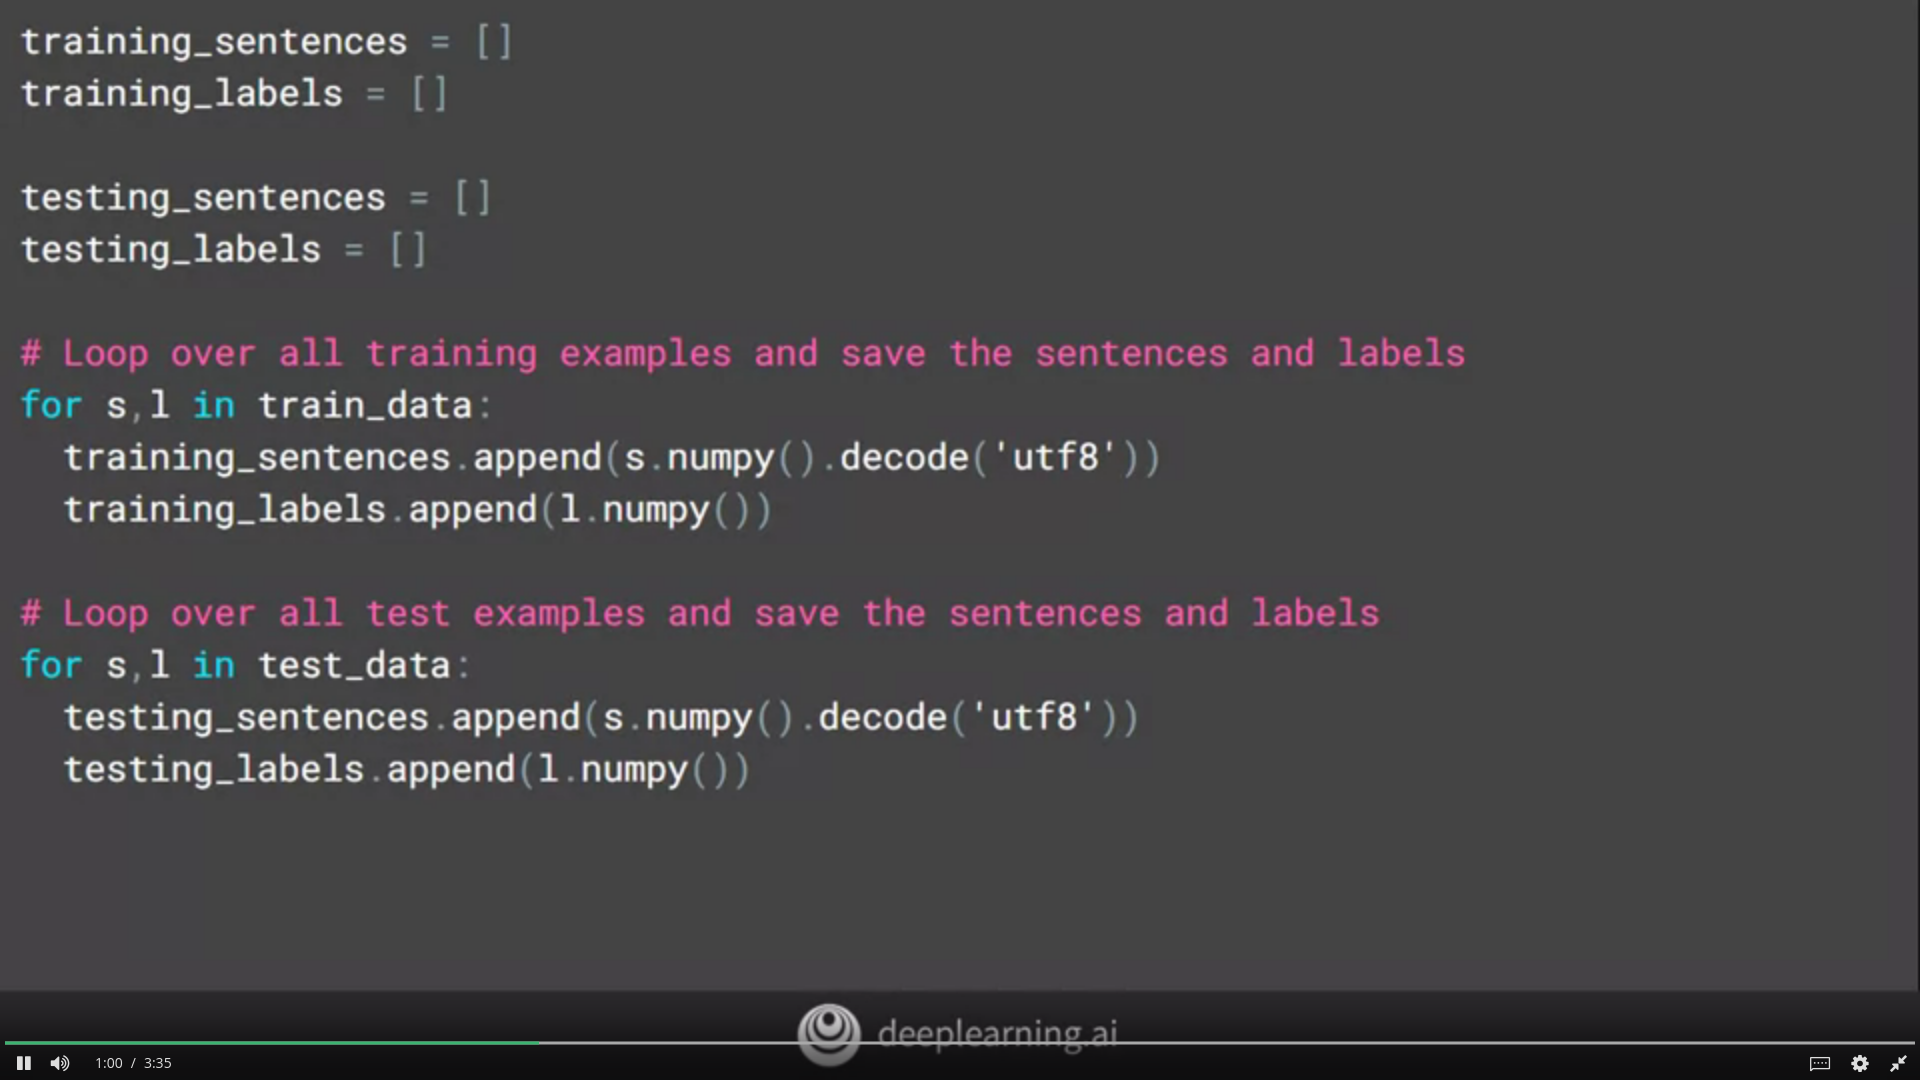 training_sentences = []
training_labels = []
testing_sentences = []
testing_labels = []
# Loop over all training examples and save the sentences and labels
for s,l in train_data:
  training_sentences.append(s.numpy().decode('utf8'))
  training_labels.append(l.numpy())
# Loop over all test examples and save the sentences and labels
for s,l in test_data:
  testing_sentences.append(s.numpy().decode('utf8'))
  testing_labels.append(l.numpy())
deeplearning.ai
1:00 / 3:35